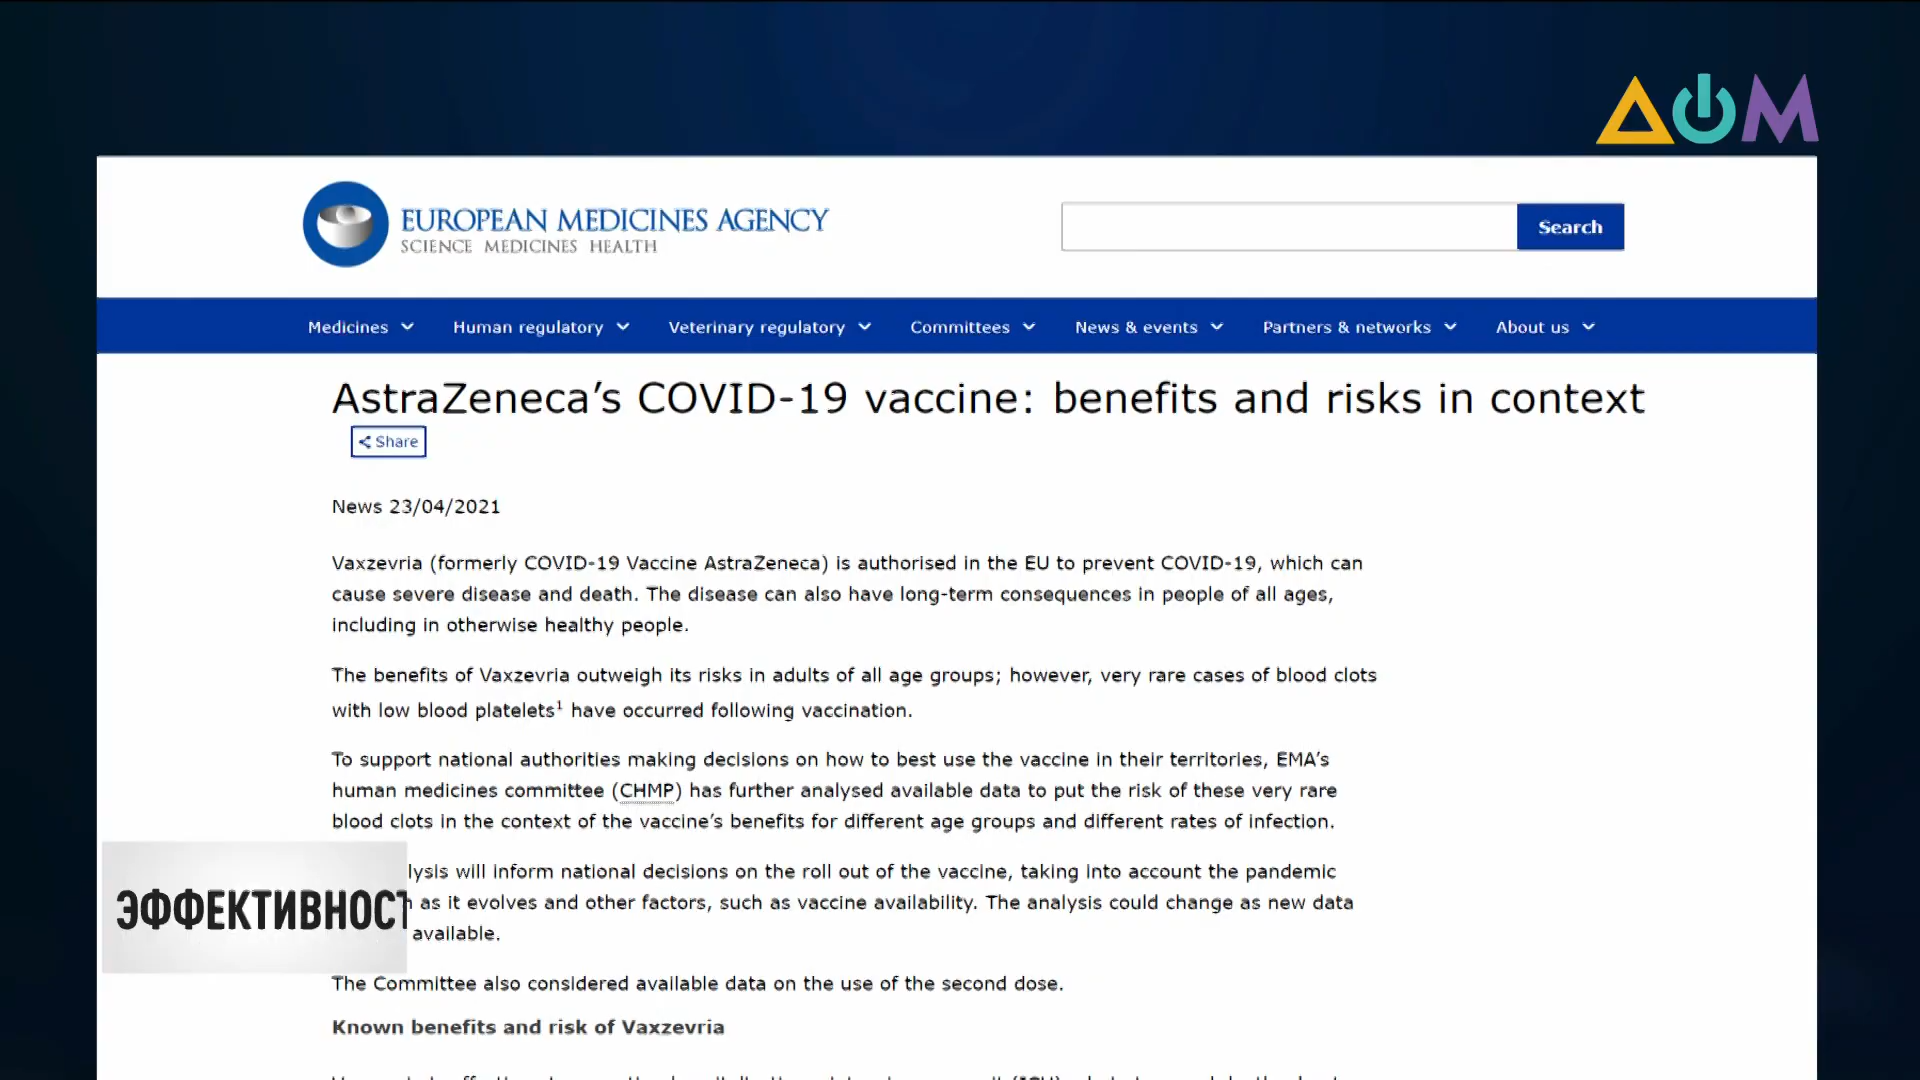 ДОМ
EUROPEAN MEDICINES AGENCY
SCIENCE MEDICINES HEALTH
Search
Medicines
Human regulatory
Veterinary regulatory
Committees
News & events
Partners & networks
About us
AstraZeneca’s COVID-19 vaccine: benefits and risks in context
Share
News 23/04/2021
Vaxzevria (formerly COVID-19 Vaccine AstraZeneca) is authorised in the EU to prevent COVID-19, which can
cause severe disease and death. The disease can also have long-term consequences in people of all ages,
including in otherwise healthy people.
The benefits of Vaxzevria outweigh its risks in adults of all age groups; however, very rare cases of blood clots
with low blood platelets¹ have occurred following vaccination.
To support national authorities making decisions on how to best use the vaccine in their territories, EMA’s
human medicines committee (CHMP) has further analysed available data to put the risk of these very rare
blood clots in the context of the vaccine’s benefits for different age groups and different rates of infection.
lysis will inform national decisions on the roll out of the vaccine, taking into account the pandemic
as it evolves and other factors, such as vaccine availability. The analysis could change as new data
available.
ЭФФЕКТИВНОСТ
The Committee also considered available data on the use of the second dose.
Known benefits and risk of Vaxzevria